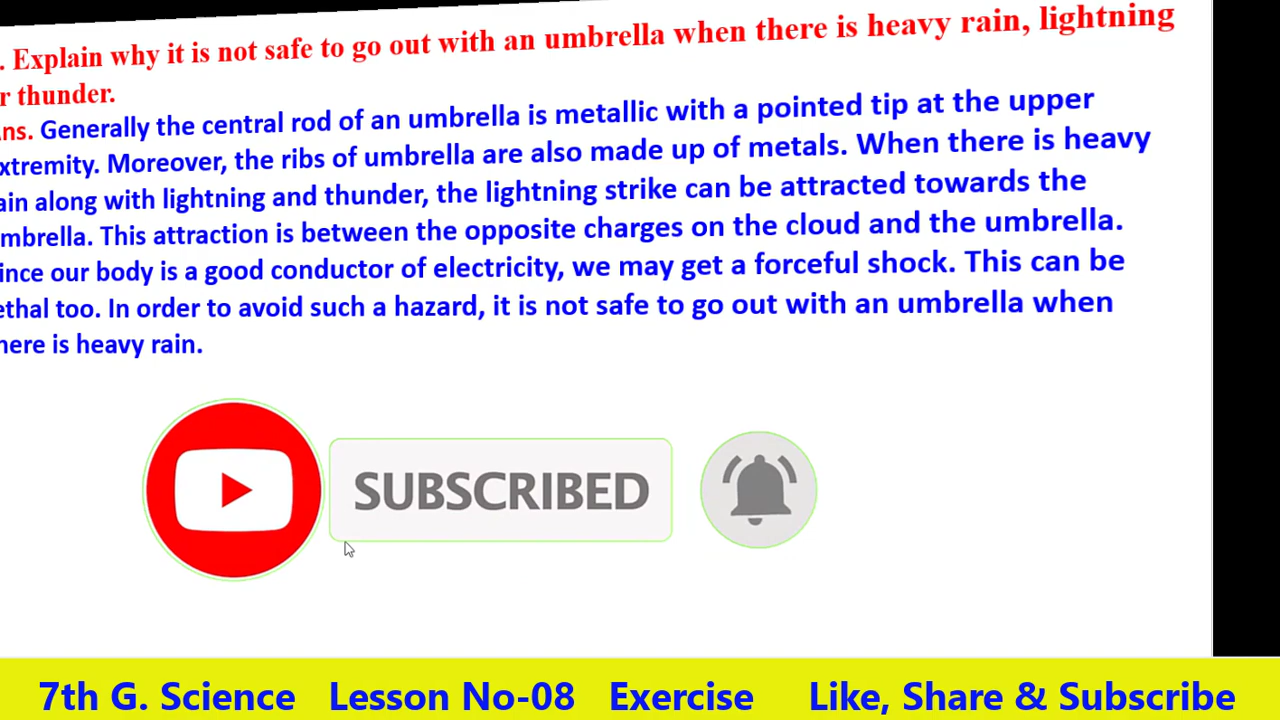 . Explain why it is not safe to go out with an umbrella when there is heavy rain, lightning
r thunder.
ns. Generally the central rod of an umbrella is metallic with a pointed tip at the upper
xtremity. Moreover, the ribs of umbrella are also made up of metals. When there is heavy
ain along with lightning and thunder, the lightning strike can be attracted towards the
mbrella. This attraction is between the opposite charges on the cloud and the umbrella.
ince our body is a good conductor of electricity, we may get a forceful shock. This can be
ethal too. In order to avoid such a hazard, it is not safe to go out with an umbrella when
here is heavy rain.
SUBSCRIBED
7th G. Science Lesson No-08 Exercise Like, Share & Subscribe